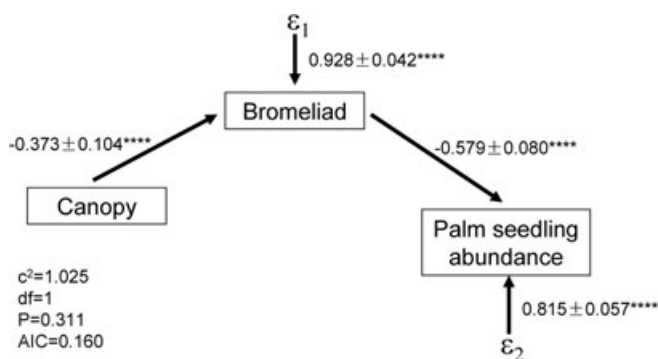 ε1
0.928±0.042****
Bromeliad
-0.373±0.104****
-0.579±0.080****
Canopy
Palm seedling
abundance
c²=1.025
df=1
P=0.311
AIC=0.160
0.815±0.057****
ε2